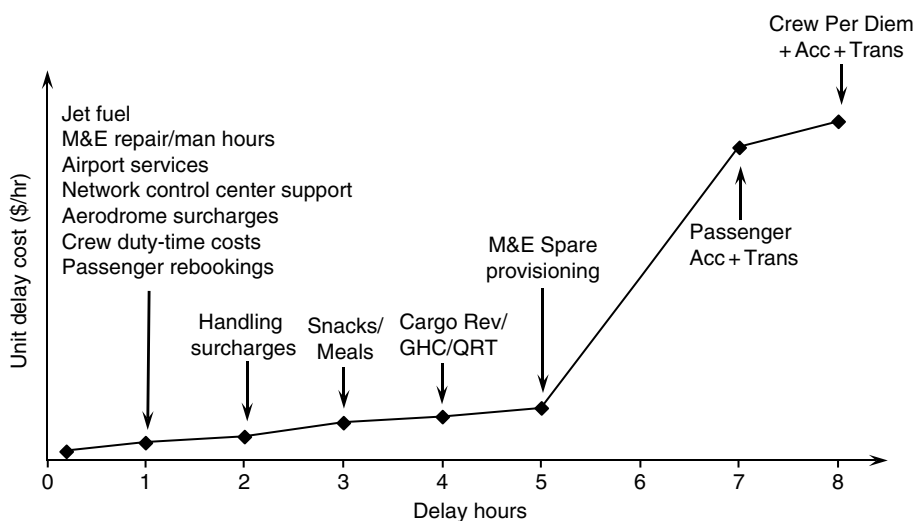 Crew Per Diem
+ Acc + Trans
Jet fuel
M&E repair/man hours
Airport services
Network control center support
Aerodrome surcharges
Crew duty-time costs
Passenger rebookings
Handling
surcharges
Snacks/
Meals
Cargo Rev/
GHC/QRT
M&E Spare
provisioning
Passenger
Acc + Trans
Unit delay cost ($/hr)
0 1 2 3 4 5 6 7 8
Delay hours